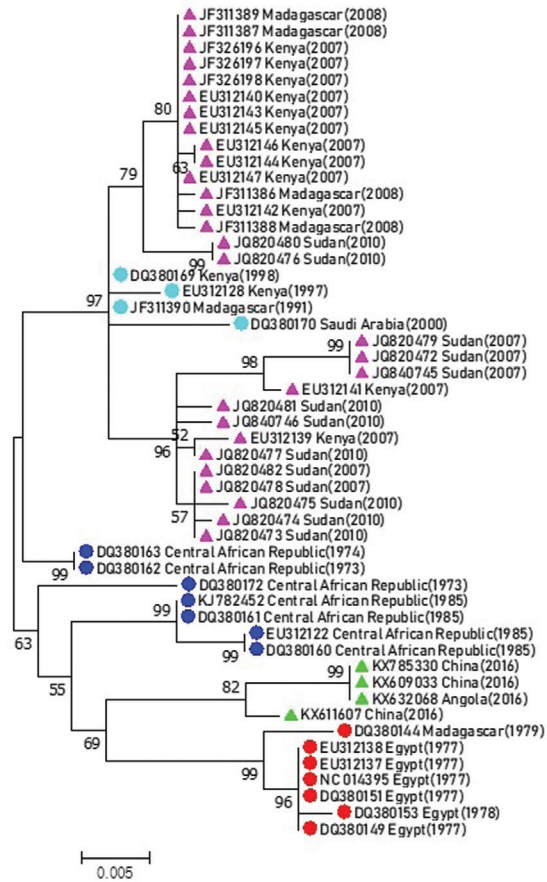 JF311389 Madagascar(2008)
JF311387 Madagascar(2008)
JF326196 Kenya(2007)
JF326197 Kenya(2007)
80
JF326198 Kenya(2007)
EU312140 Kenya(2007)
EU312143 Kenya(2007)
EU312145 Kenya(2007)
EU312146 Kenya(2007)
63
EU312144 Kenya(2007)
79
EU312147 Kenya(2007)
JF311386 Madagascar(2008)
EU312142 Kenya(2007)
JF311388 Madagascar(2008)
JQ820480 Sudan(2010)
99
JQ820476 Sudan(2010)
DQ380169 Kenya(1998)
EU312128 Kenya(1997)
97
JF311390 Madagascar(1991)
DQ380170 Saudi Arabia(2000)
99
JQ820479 Sudan(2007)
JQ820472 Sudan(2007)
98
JQ840745 Sudan(2007)
EU312141 Kenya(2007)
JQ820481 Sudan(2010)
JQ840746 Sudan(2010)
52
EU312139 Kenya(2007)
96
JQ820477 Sudan(2010)
JQ820482 Sudan(2007)
JQ820478 Sudan(2007)
JQ820475 Sudan(2010)
57
JQ820474 Sudan(2010)
JQ820473 Sudan(2010)
DQ380163 Central African Republic(1974)
99
DQ380162 Central African Republic(1973)
DQ380172 Central African Republic(1973)
99
KJ782452 Central African Republic(1985)
DQ380161 Central African Republic(1985)
63
EU312122 Central African Republic(1985)
99
DQ380160 Central African Republic(1985)
99
KX785330 China(2016)
55
82
KX609033 China(2016)
KX632068 Angola(2016)
KX611607 China(2016)
69
DQ380144 Madagascar(1979)
EU312138 Egypt(1977)
99
EU312137 Egypt(1977)
NC014395 Egypt(1977)
96
DQ380151 Egypt(1977)
DQ380153 Egypt(1978)
DQ380149 Egypt(1977)
0.005